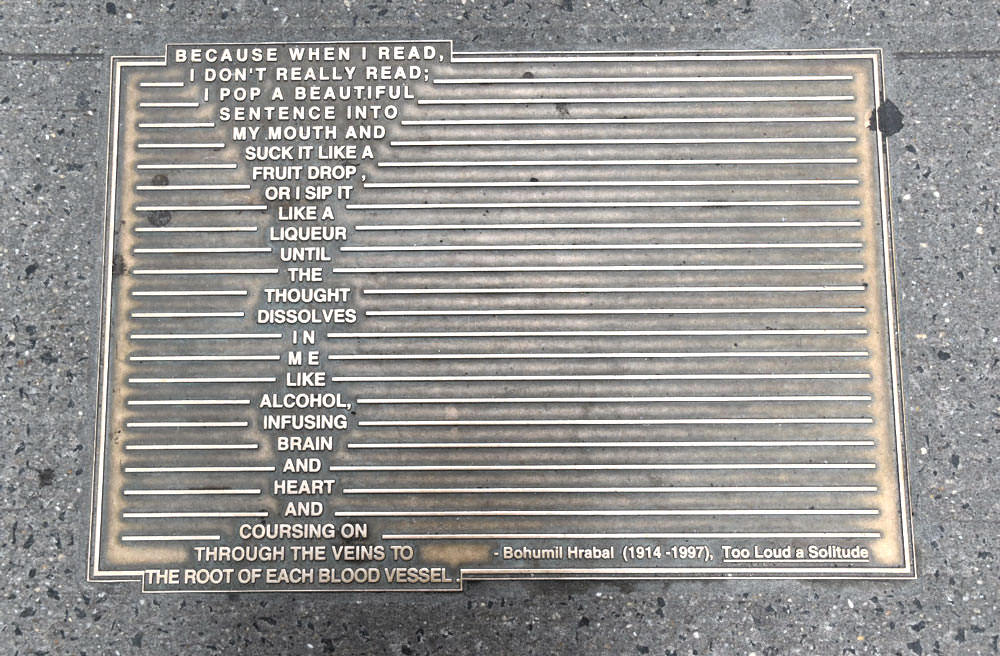 BECAUSE WHEN I READ,
I DON'T REALLY READ;
I POP A BEAUTIFUL
SENTENCE INTO
MY MOUTH AND
SUCK IT LIKE A
FRUIT DROP,
OR I SIP IT
LIKE A
LIQUEUR
UNTIL
THE
THOUGHT
DISSOLVES
IN
ME
LIKE
ALCOHOL,
INFUSING
BRAIN
AND
HEART
AND
COURSING ON
THROUGH THE VEINS TO
THE ROOT OF EACH BLOOD VESSEL.
- Bohumil Hrabal (1914 -1997), Too Loud a Solitude